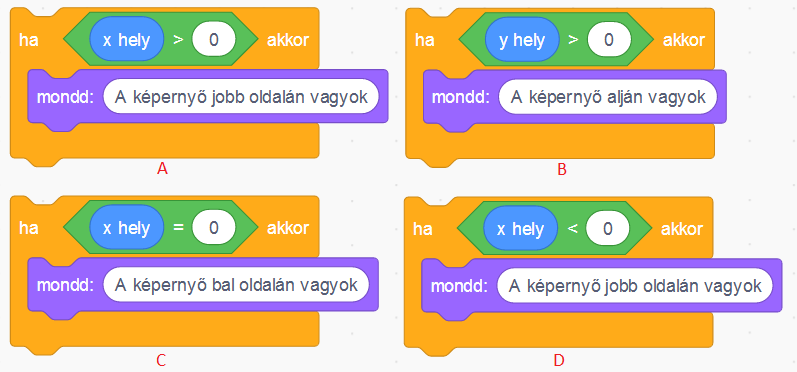 ha x hely > 0 akkor
mondd: A képernyő jobb oldalán vagyok
A
ha y hely > 0 akkor
mondd: A képernyő alján vagyok
B
ha x hely = 0 akkor
mondd: A képernyő bal oldalán vagyok
C
ha x hely < 0 akkor
mondd: A képernyő jobb oldalán vagyok
D